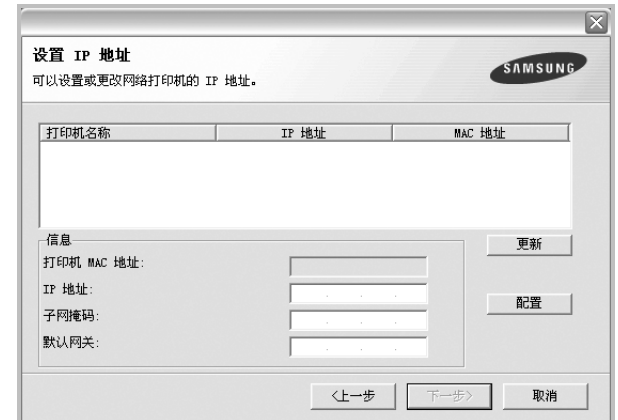 设置 IP 地址
可以设置或更改网络打印机的 IP 地址。
SAMSUNG
打印机名称 IP 地址 MAC 地址
信息
更新
打印机 MAC 地址:
IP 地址:
配置
子网掩码:
默认网关:
<上一步 下一步> 取消